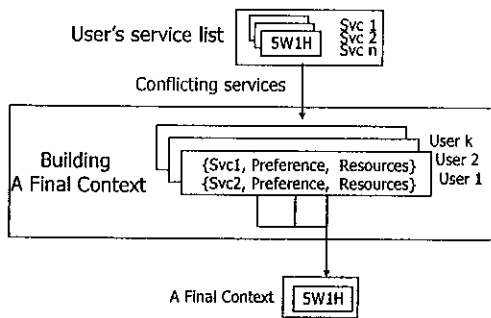 User's service list
5W1H
Svc 1
Svc 2
Svc n
Conflicting services
Building
A Final Context
User k
User 2
User 1
{Svc1, Preference, Resources}
{Svc2, Preference, Resources}
A Final Context
5W1H